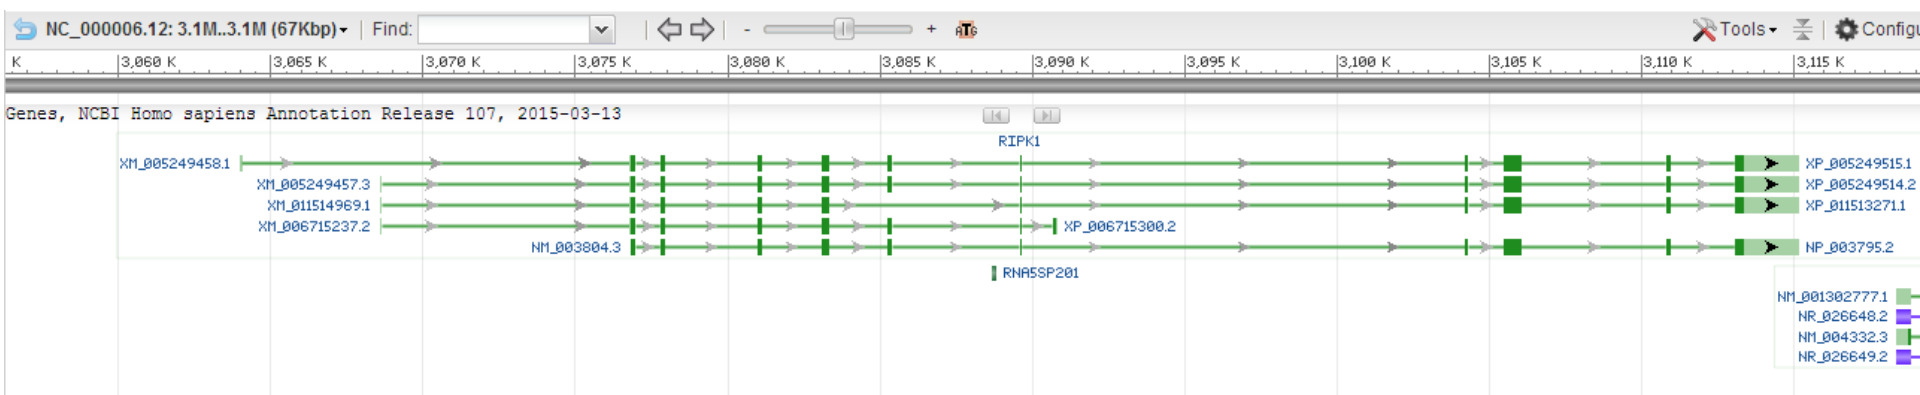 NC_000006.12: 3.1M..3.1M (67Kbp) Find: - + ATG Tools Configu
K 3,060 K 3,065 K 3,070 K 3,075 K 3,080 K 3,085 K 3,090 K 3,095 K 3,100 K 3,105 K 3,110 K 3,115 K
Genes, NCBI Homo sapiens Annotation Release 107, 2015-03-13
RIPK1
XM_005249458.1 XP_005249515.1
XM_005249457.3 XP_005249514.2
XM_011514969.1 XP_011513271.1
XM_006715237.2 XP_006715300.2
NM_003804.3 NP_003795.2
RNA5SP201
NM_001302777.1
NR_026648.2
NM_004332.3
NR_026649.2